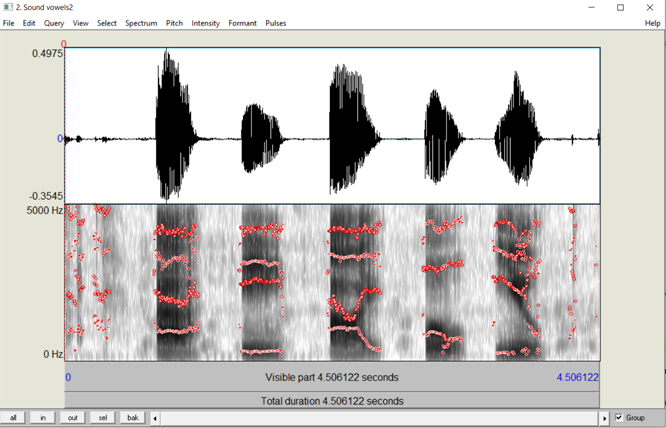 2. Sound vowels2
File Edit Query View Select Spectrum Pitch Intensity Formant Pulses Help
0
0.4975
0
-0.3545
5000 Hz
0 Hz
0 Visible part 4.506122 seconds 4.506122
Total duration 4.506122 seconds
all in out sel bak Group